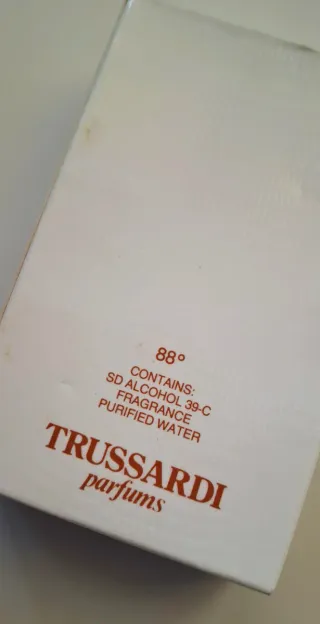 88°
CONTAINS:
SD ALCOHOL 39-C
FRAGRANCE
PURIFIED WATER
TRUSSARDI
parfums